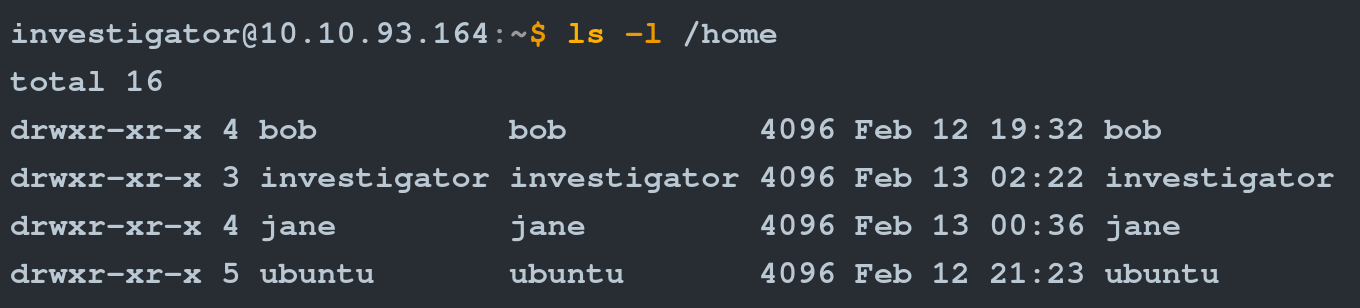 investigator@10.10.93.164:~$ ls -l /home
total 16
drwxr-xr-x 4 bob          bob          4096 Feb 12 19:32 bob
drwxr-xr-x 3 investigator investigator 4096 Feb 13 02:22 investigator
drwxr-xr-x 4 jane         jane         4096 Feb 13 00:36 jane
drwxr-xr-x 5 ubuntu       ubuntu       4096 Feb 12 21:23 ubuntu